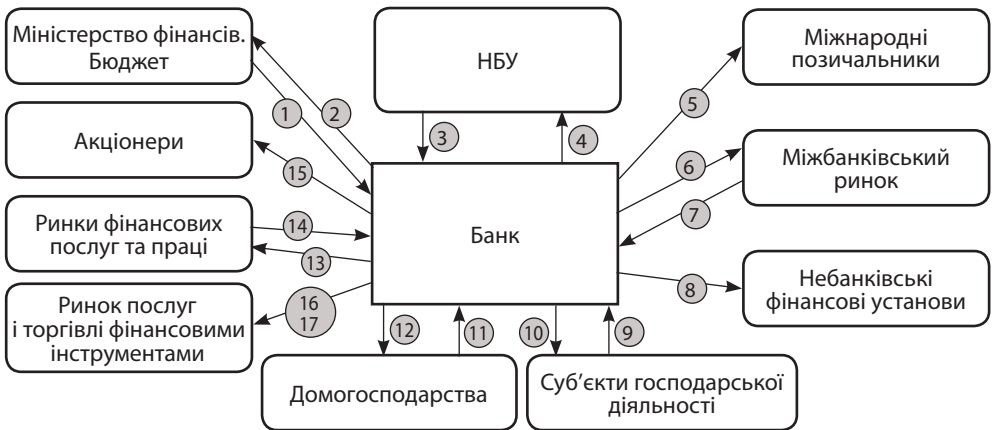 Міністерство фінансів.
Бюджет
НБУ
Міжнародні
позичальники
1
2
3
4
5
Акціонери
15
6
Міжбанківський
ринок
7
Ринки фінансових
послуг та праці
14
13
Банк
8
Небанківські
фінансові установи
Ринок послуг
і торгівлі фінансовими
інструментами
16
17
12
11
10
9
Домогосподарства
Суб’єкти господарської
діяльності